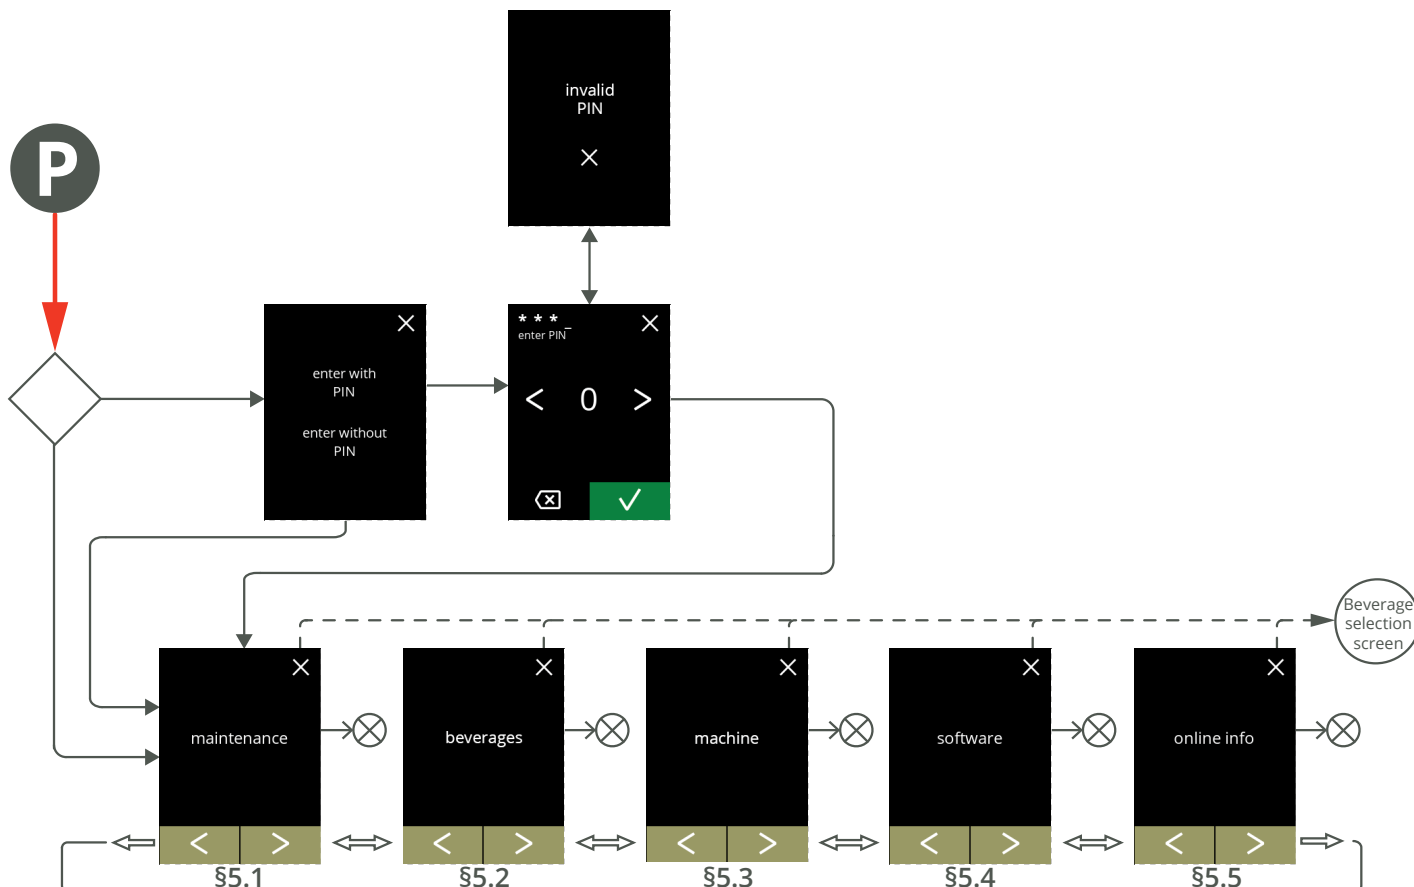 invalid
PIN
P
* * * _
enter PIN
enter with
PIN
enter without
PIN
< 0 >
Beverage
selection
screen
maintenance
beverages
machine
software
online info
< >
< >
< >
< >
< >
§5.1
§5.2
§5.3
§5.4
§5.5